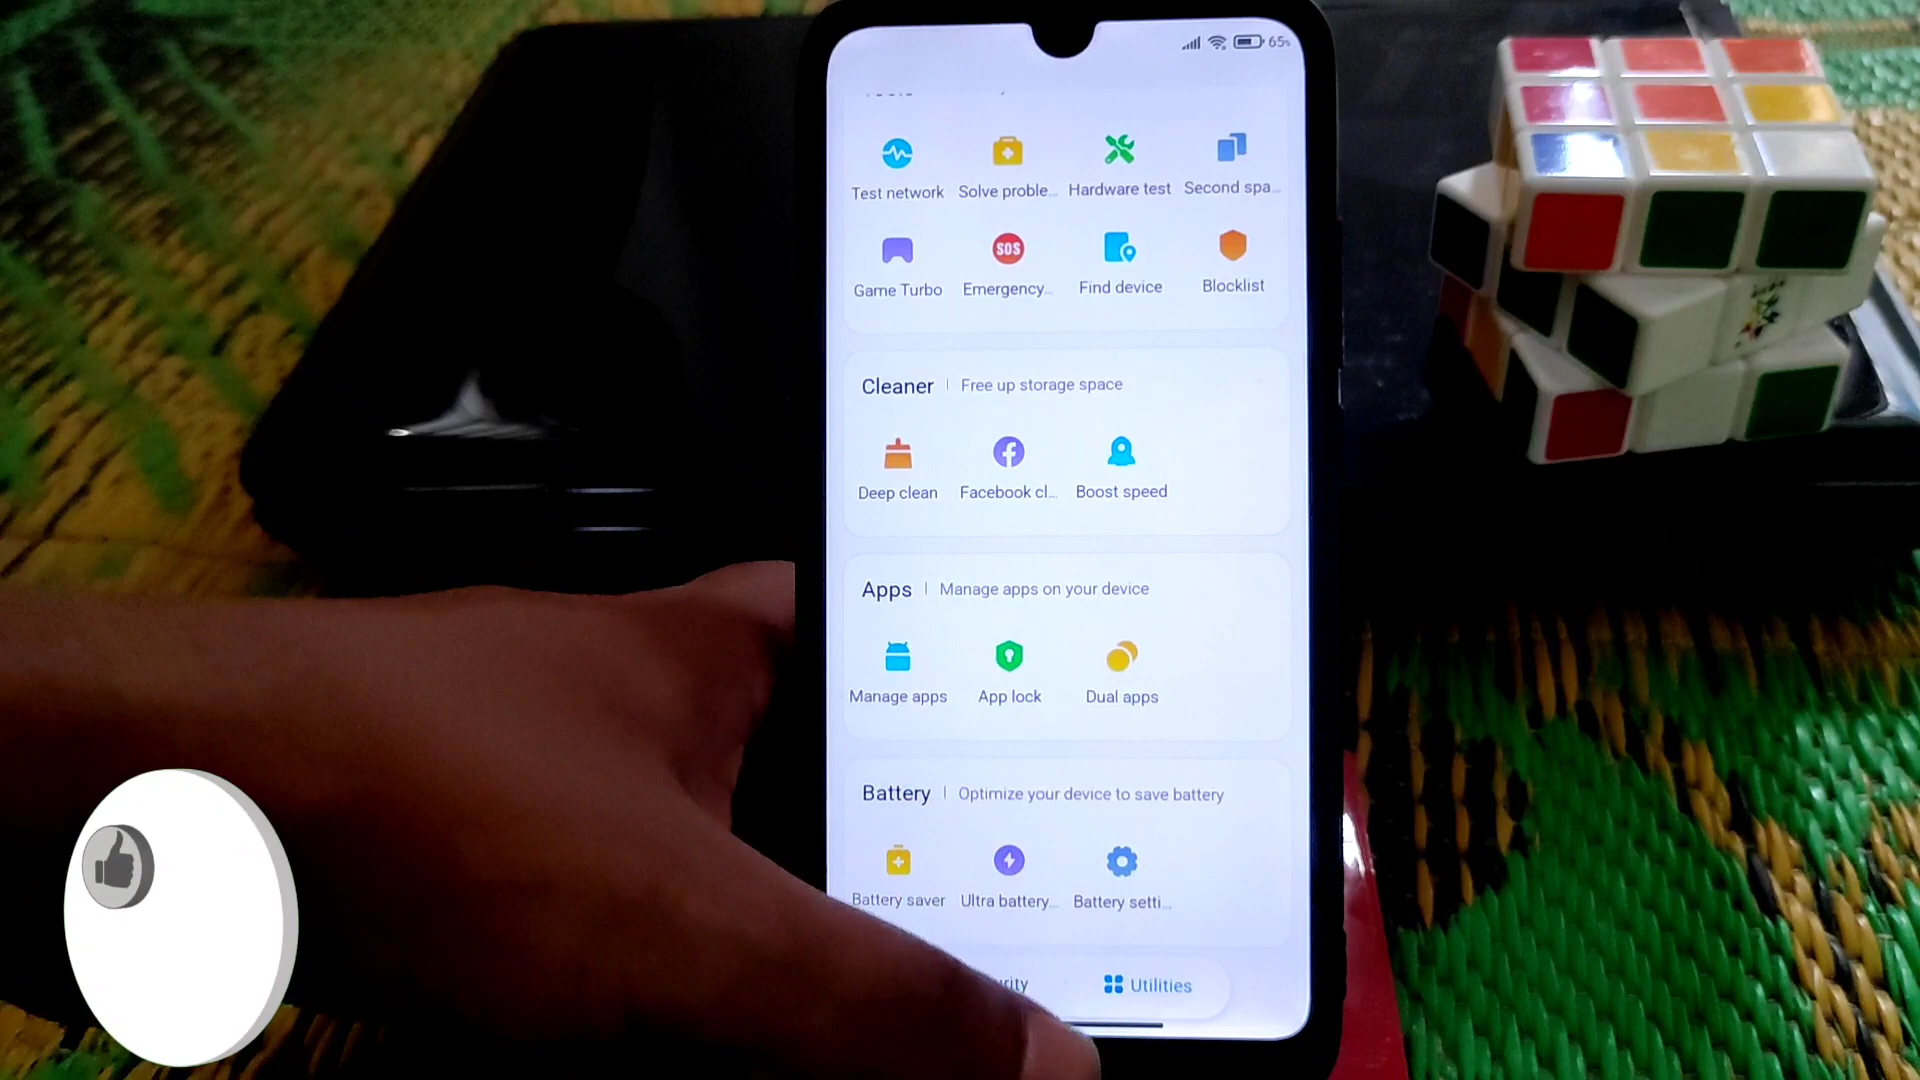 65%
Test network
Solve proble...
Hardware test
Second spa...
Game Turbo
SOS
Emergency...
Find device
Blocklist
Cleaner | Free up storage space
Deep clean
Facebook cl...
Boost speed
Apps | Manage apps on your device
Manage apps
App lock
Dual apps
Battery | Optimize your device to save battery
Battery saver
Ultra battery...
Battery setti...
urity
Utilities